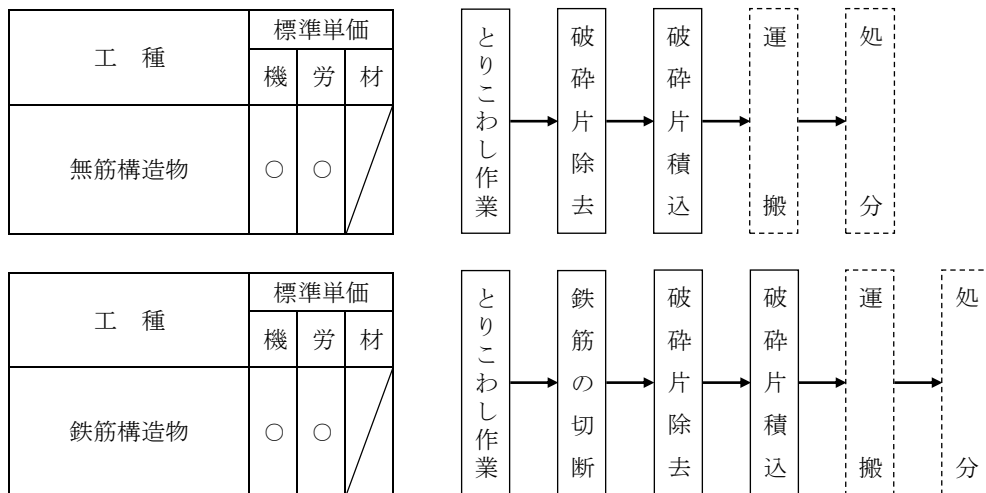 工　種
標準単価
機 労 材
無筋構造物
○ ○
とりこわし作業
破砕片除去
破砕片積込
運搬
処分
工　種
標準単価
機 労 材
鉄筋構造物
○ ○
とりこわし作業
鉄筋の切断
破砕片除去
破砕片積込
運搬
処分